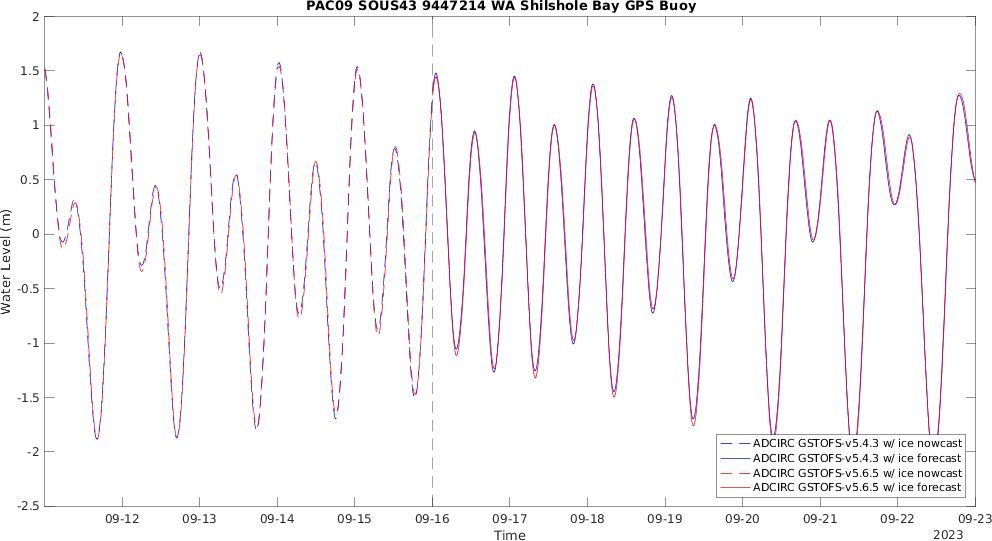 PAC09 SOUS43 9447214 WA Shilshole Bay GPS Buoy
2
1.5
1
0.5
0
-0.5
-1
-1.5
-2
-2.5
Water Level (m)
ADCIRC GSTOFS-v5.4.3 w/ ice nowcast
ADCIRC GSTOFS-v5.4.3 w/ ice forecast
ADCIRC GSTOFS-v5.6.5 w/ ice nowcast
ADCIRC GSTOFS-v5.6.5 w/ ice forecast
09-12 09-13 09-14 09-15 09-16 09-17 09-18 09-19 09-20 09-21 09-22 09-23
Time
2023